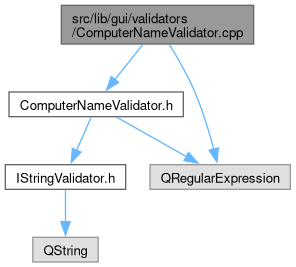 src/lib/gui/validators
/ComputerNameValidator.cpp
ComputerNameValidator.h
IStringValidator.h
QRegularExpression
QString